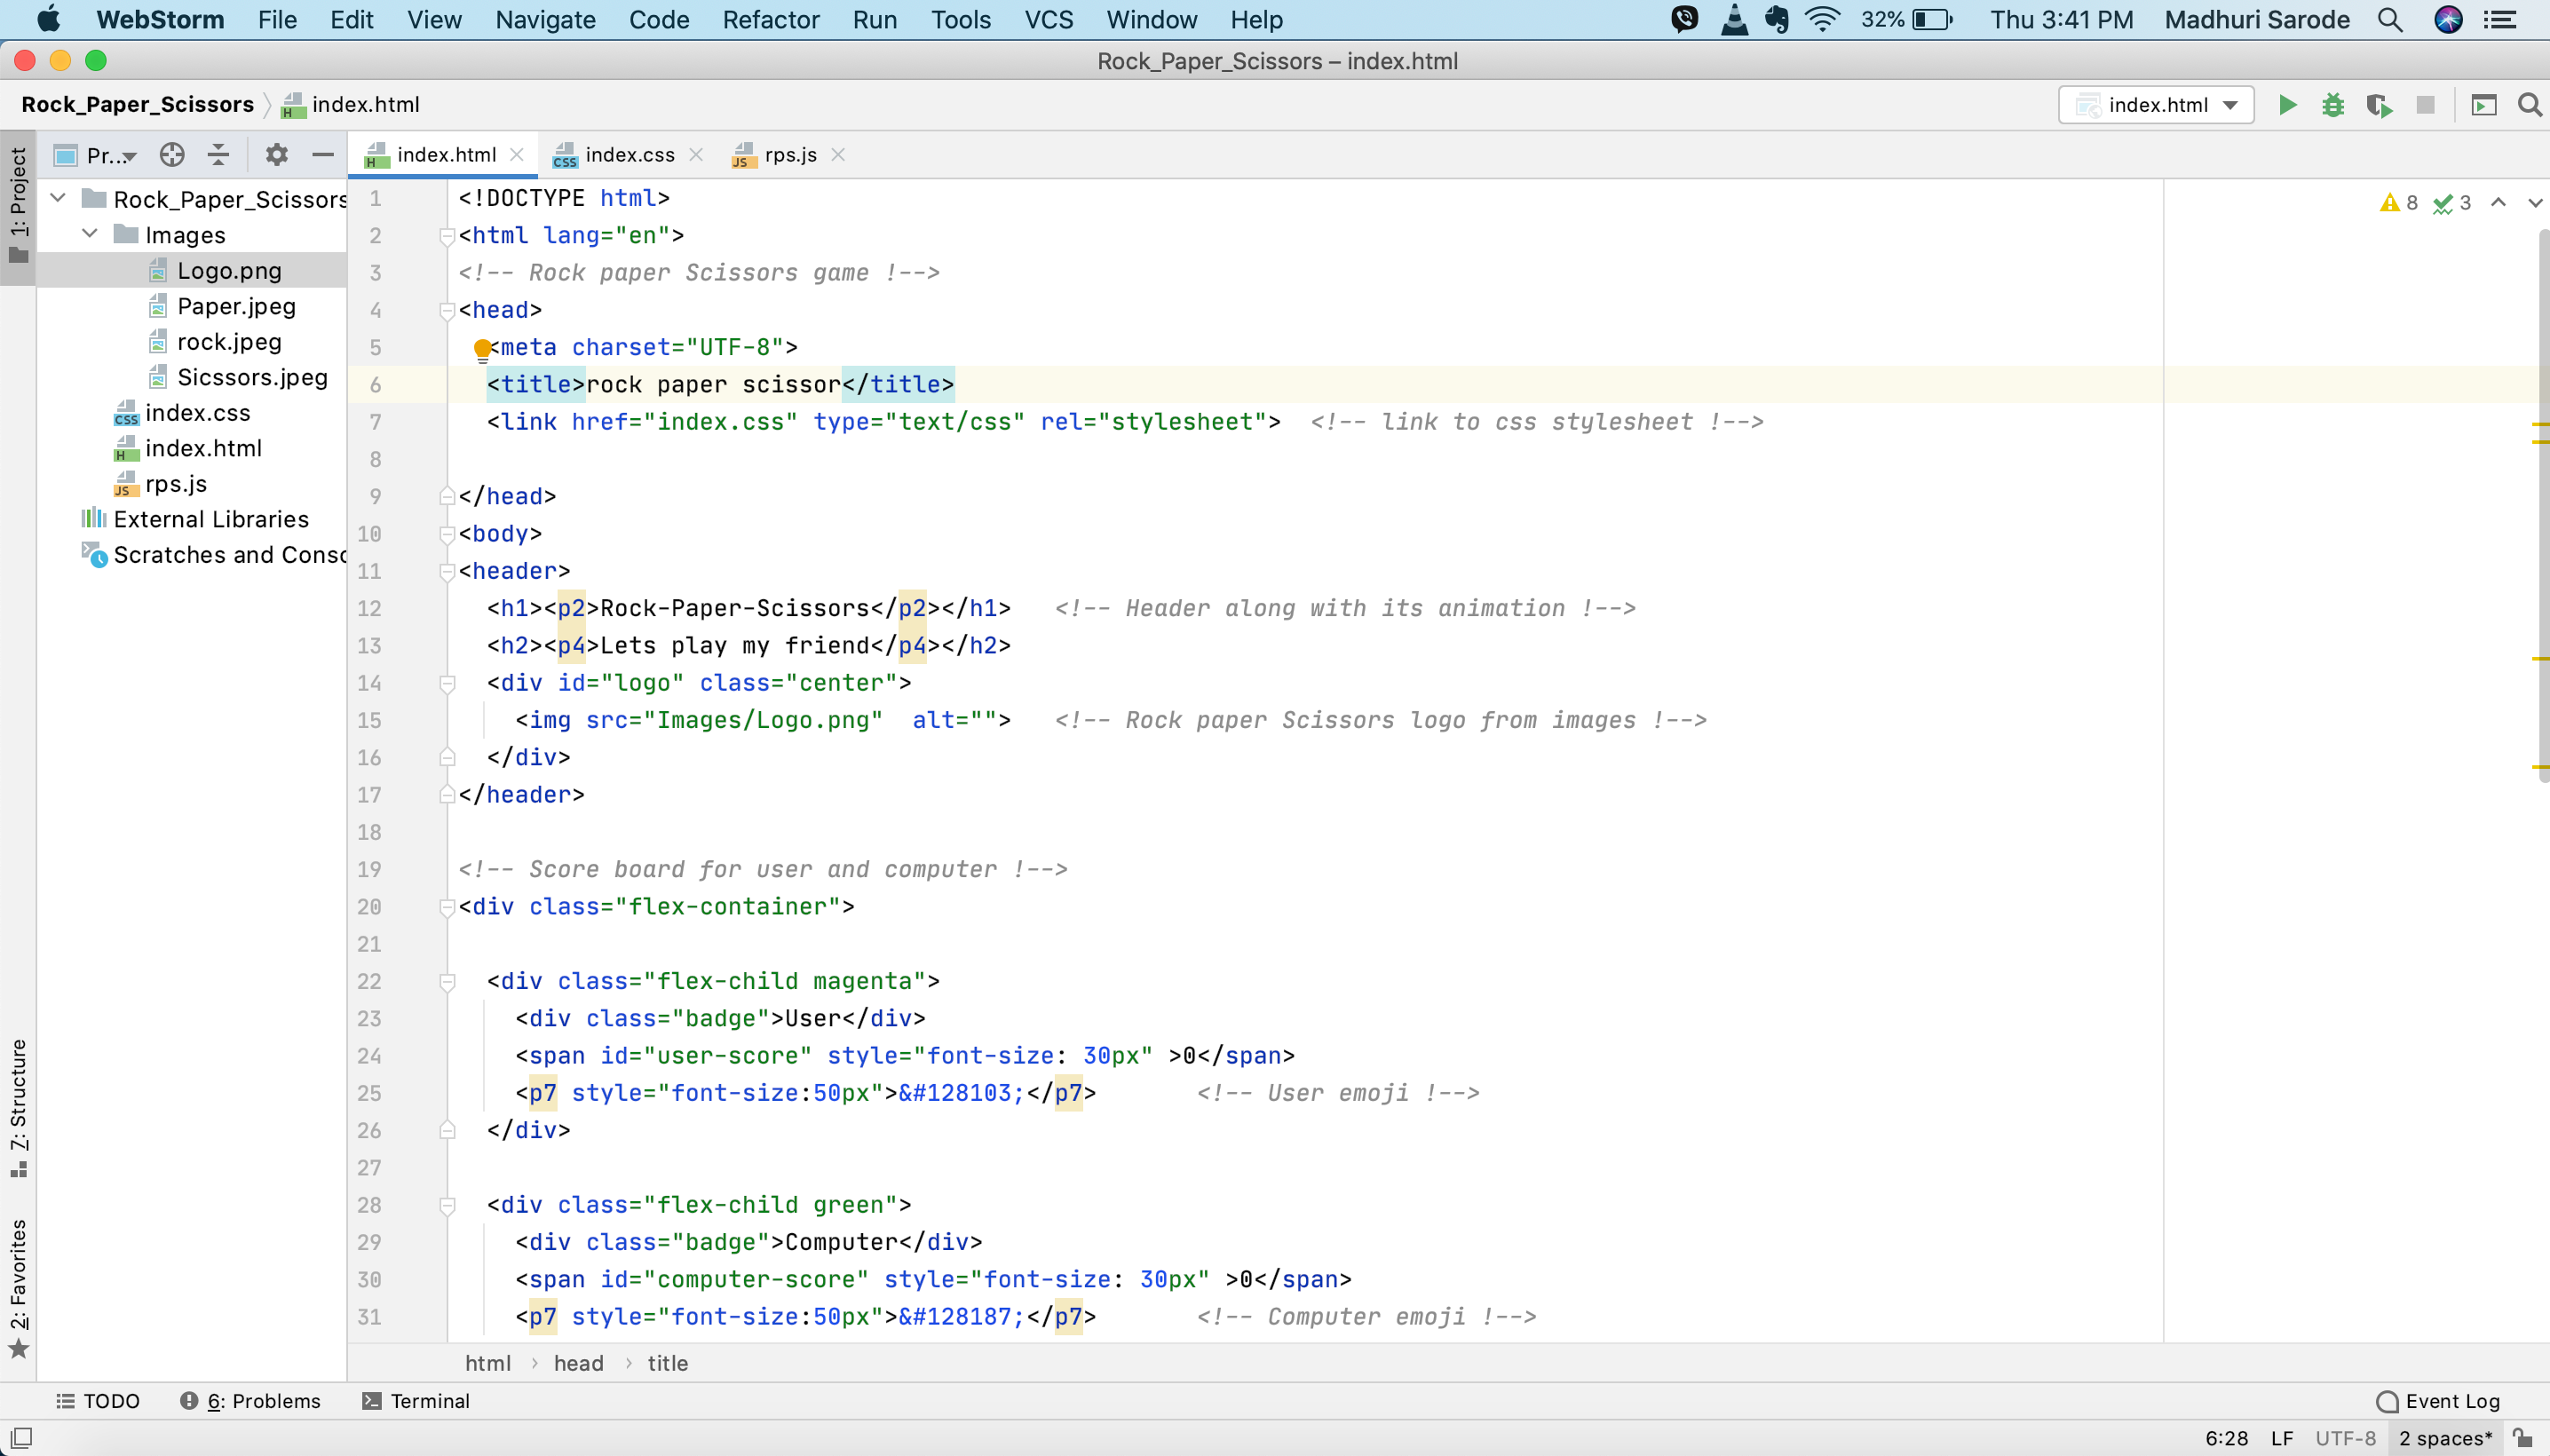 WebStorm File Edit View Navigate Code Refactor Run Tools VCS Window Help 32% Thu 3:41 PM Madhuri Sarode
Rock_Paper_Scissors – index.html
Rock_Paper_Scissors index.html index.html
1: Project
Pr... index.html index.css rps.js
Rock_Paper_Scissors
Images
Logo.png
Paper.jpeg
rock.jpeg
Sicssors.jpeg
index.css
index.html
rps.js
External Libraries
Scratches and Conso
7: Structure
2: Favorites
8 3
1 <!DOCTYPE html>
2 <html lang="en">
3 <!-- Rock paper Scissors game !-->
4 <head>
5 <meta charset="UTF-8">
6 <title>rock paper scissor</title>
7 <link href="index.css" type="text/css" rel="stylesheet"> <!-- link to css stylesheet !-->
8
9 </head>
10 <body>
11 <header>
12 <h1><p2>Rock-Paper-Scissors</p2></h1> <!-- Header along with its animation !-->
13 <h2><p4>Lets play my friend</p4></h2>
14 <div id="logo" class="center">
15 <img src="Images/Logo.png" alt=""> <!-- Rock paper Scissors logo from images !-->
16 </div>
17 </header>
18
19 <!-- Score board for user and computer !-->
20 <div class="flex-container">
21
22 <div class="flex-child magenta">
23 <div class="badge">User</div>
24 <span id="user-score" style="font-size: 30px" >0</span>
25 <p7 style="font-size:50px">&#128103;</p7> <!-- User emoji !-->
26 </div>
27
28 <div class="flex-child green">
29 <div class="badge">Computer</div>
30 <span id="computer-score" style="font-size: 30px" >0</span>
31 <p7 style="font-size:50px">&#128187;</p7> <!-- Computer emoji !-->
html › head › title
TODO 6: Problems Terminal Event Log
6:28 LF UTF-8 2 spaces*